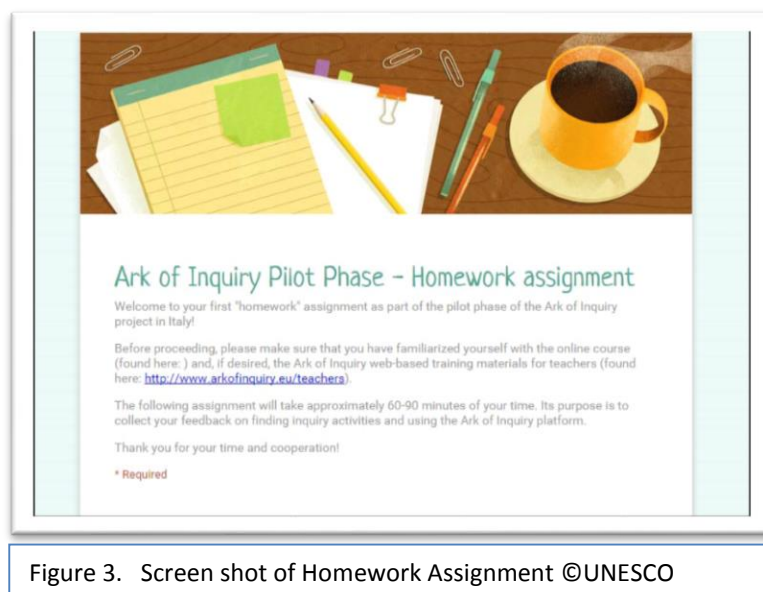 Ark of Inquiry Pilot Phase - Homework assignment
Welcome to your first "homework" assignment as part of the pilot phase of the Ark of Inquiry
project in Italy!
Before proceeding, please make sure that you have familiarized yourself with the online course
(found here: ) and, if desired, the Ark of Inquiry web-based training materials for teachers (found
here: http://www.arkofinquiry.eu/teachers).
The following assignment will take approximately 60-90 minutes of your time. Its purpose is to
collect your feedback on finding inquiry activities and using the Ark of Inquiry platform.
Thank you for your time and cooperation!
* Required
Figure 3. Screen shot of Homework Assignment ©UNESCO